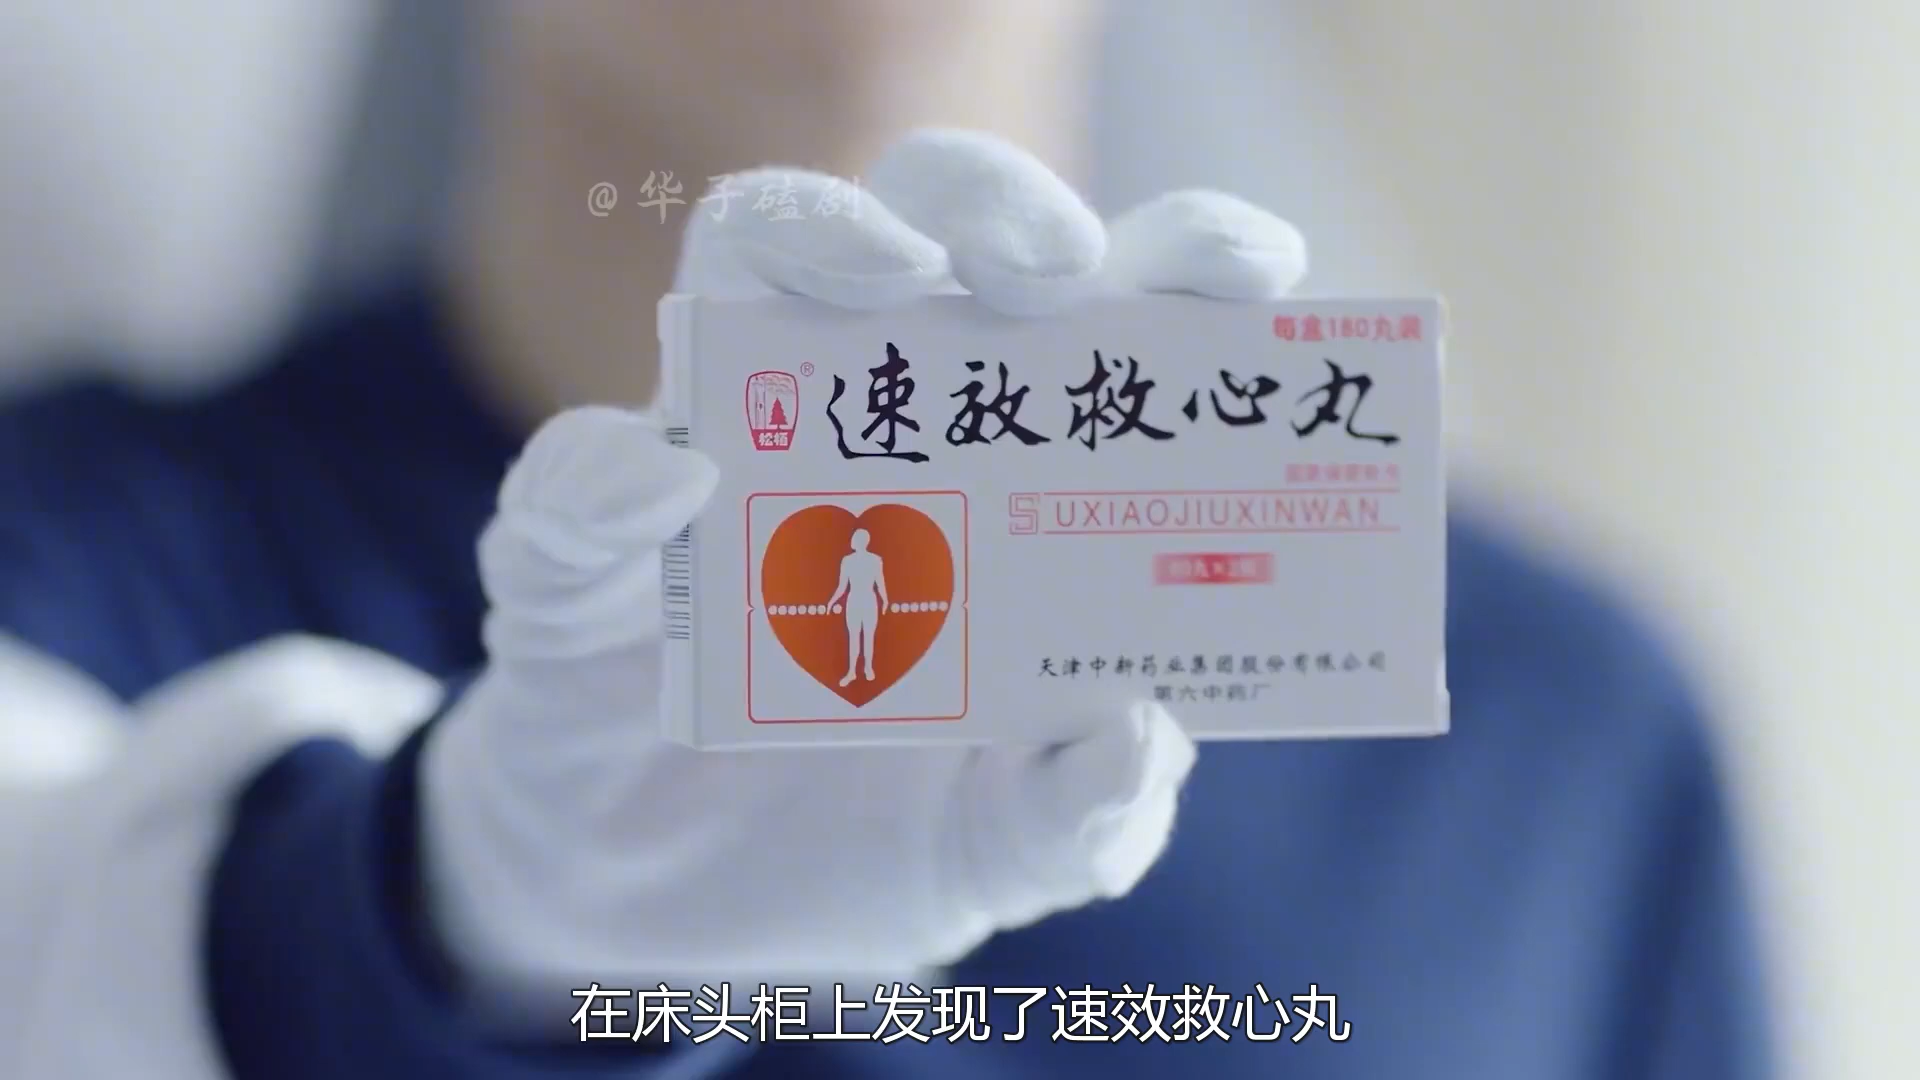 @华子磕剧
每盒180丸装
松柏
®
速效救心丸
SUXIAOJIUXINWAN
天津中新药业集团股份有限公司
第六中药厂
在床头柜上发现了速效救心丸